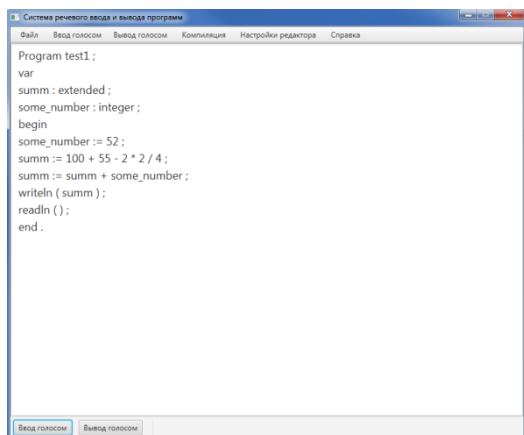 Система речевого ввода и вывода программ
Файл Ввод голосом Вывод голосом Компиляция Настройки редактора Справка
Program test1 ;
var
summ : extended ;
some_number : integer ;
begin
some_number := 52 ;
summ := 100 + 55 - 2 * 2 / 4 ;
summ := summ + some_number ;
writeln ( summ ) ;
readln ( ) ;
end .
Ввод голосом Вывод голосом